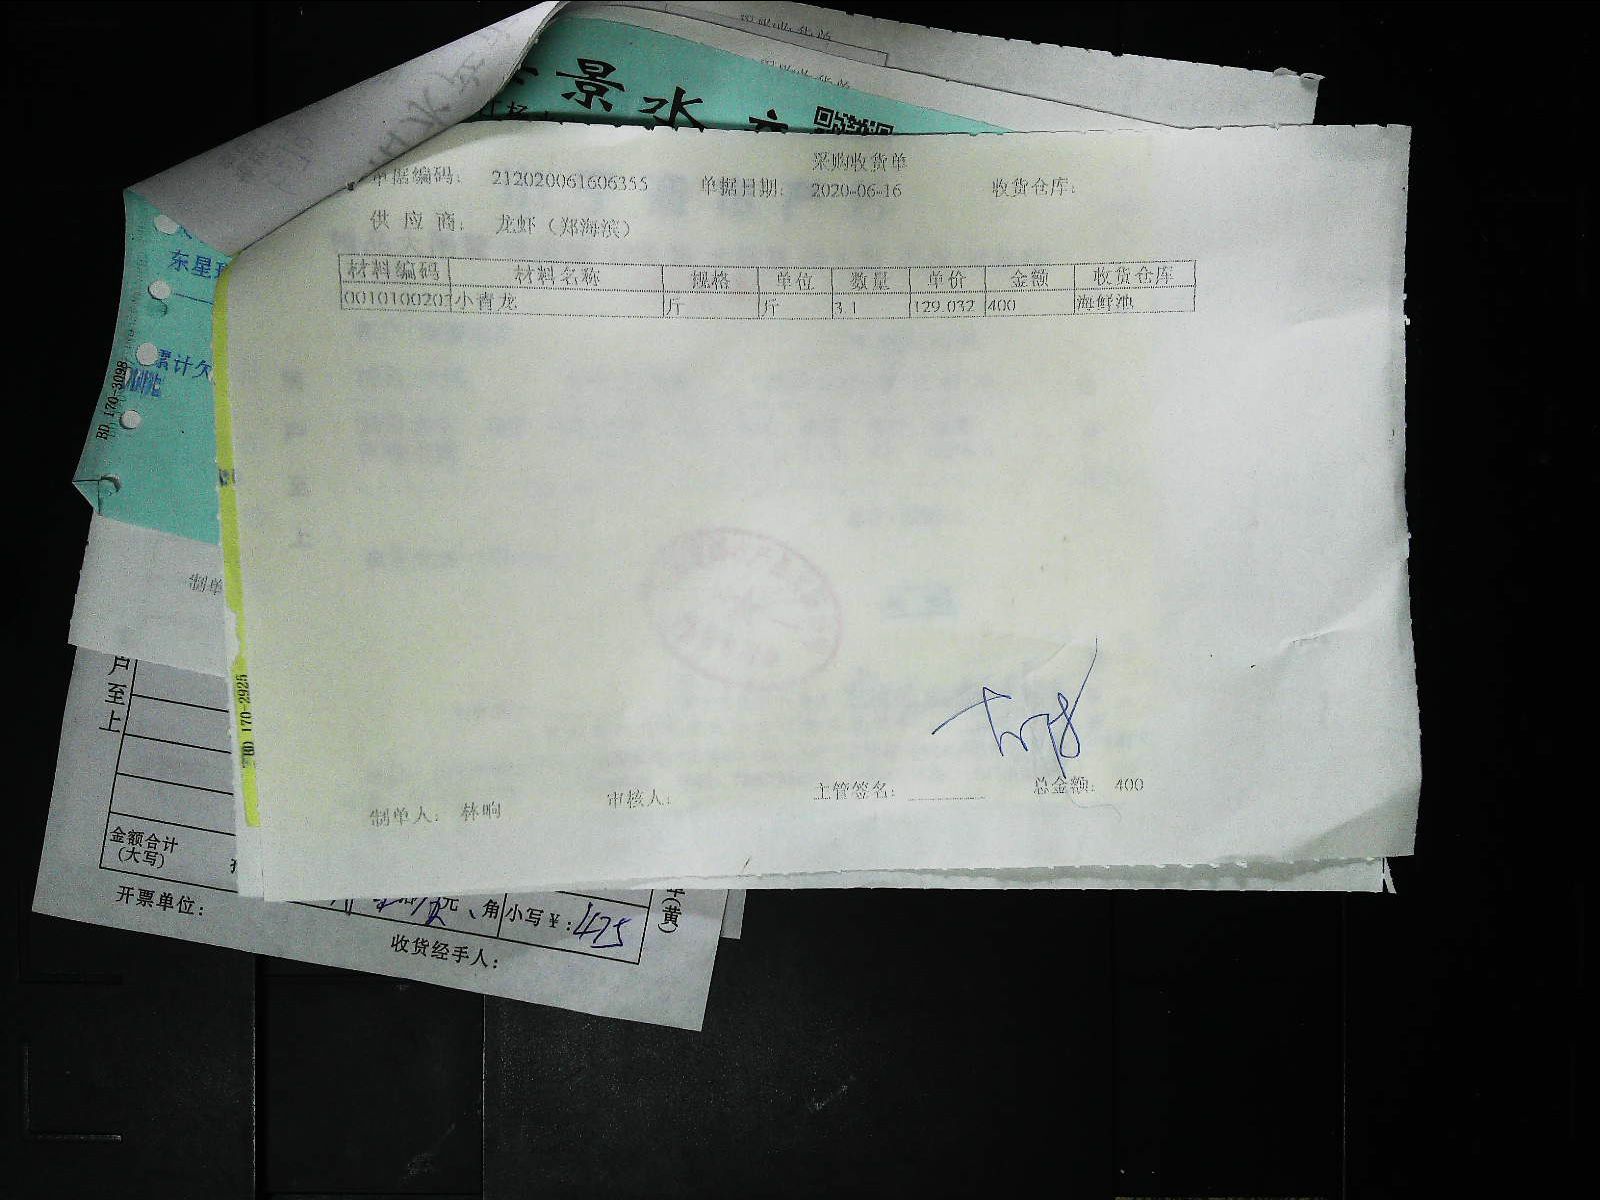 景水
采购收货单
单据编码： 212020061606355 单据日期： 2020-06-16 收货仓库：
供 应 商： 龙虾（郑海滨）
材料编码 材料名称 规格 单位 数量 单价 金额 收货仓库
0010100202 小青龙 斤 斤 3.1 129.032 400 海鲜池
东星
累计欠
BD 170-3098
制单
BD 170-2925
户至上
制单人： 林晌 审核人： 主管签名： 总金额： 400
金额合计
(大写)
元 角 小写￥：475
(黄)
开票单位：
收货经手人：